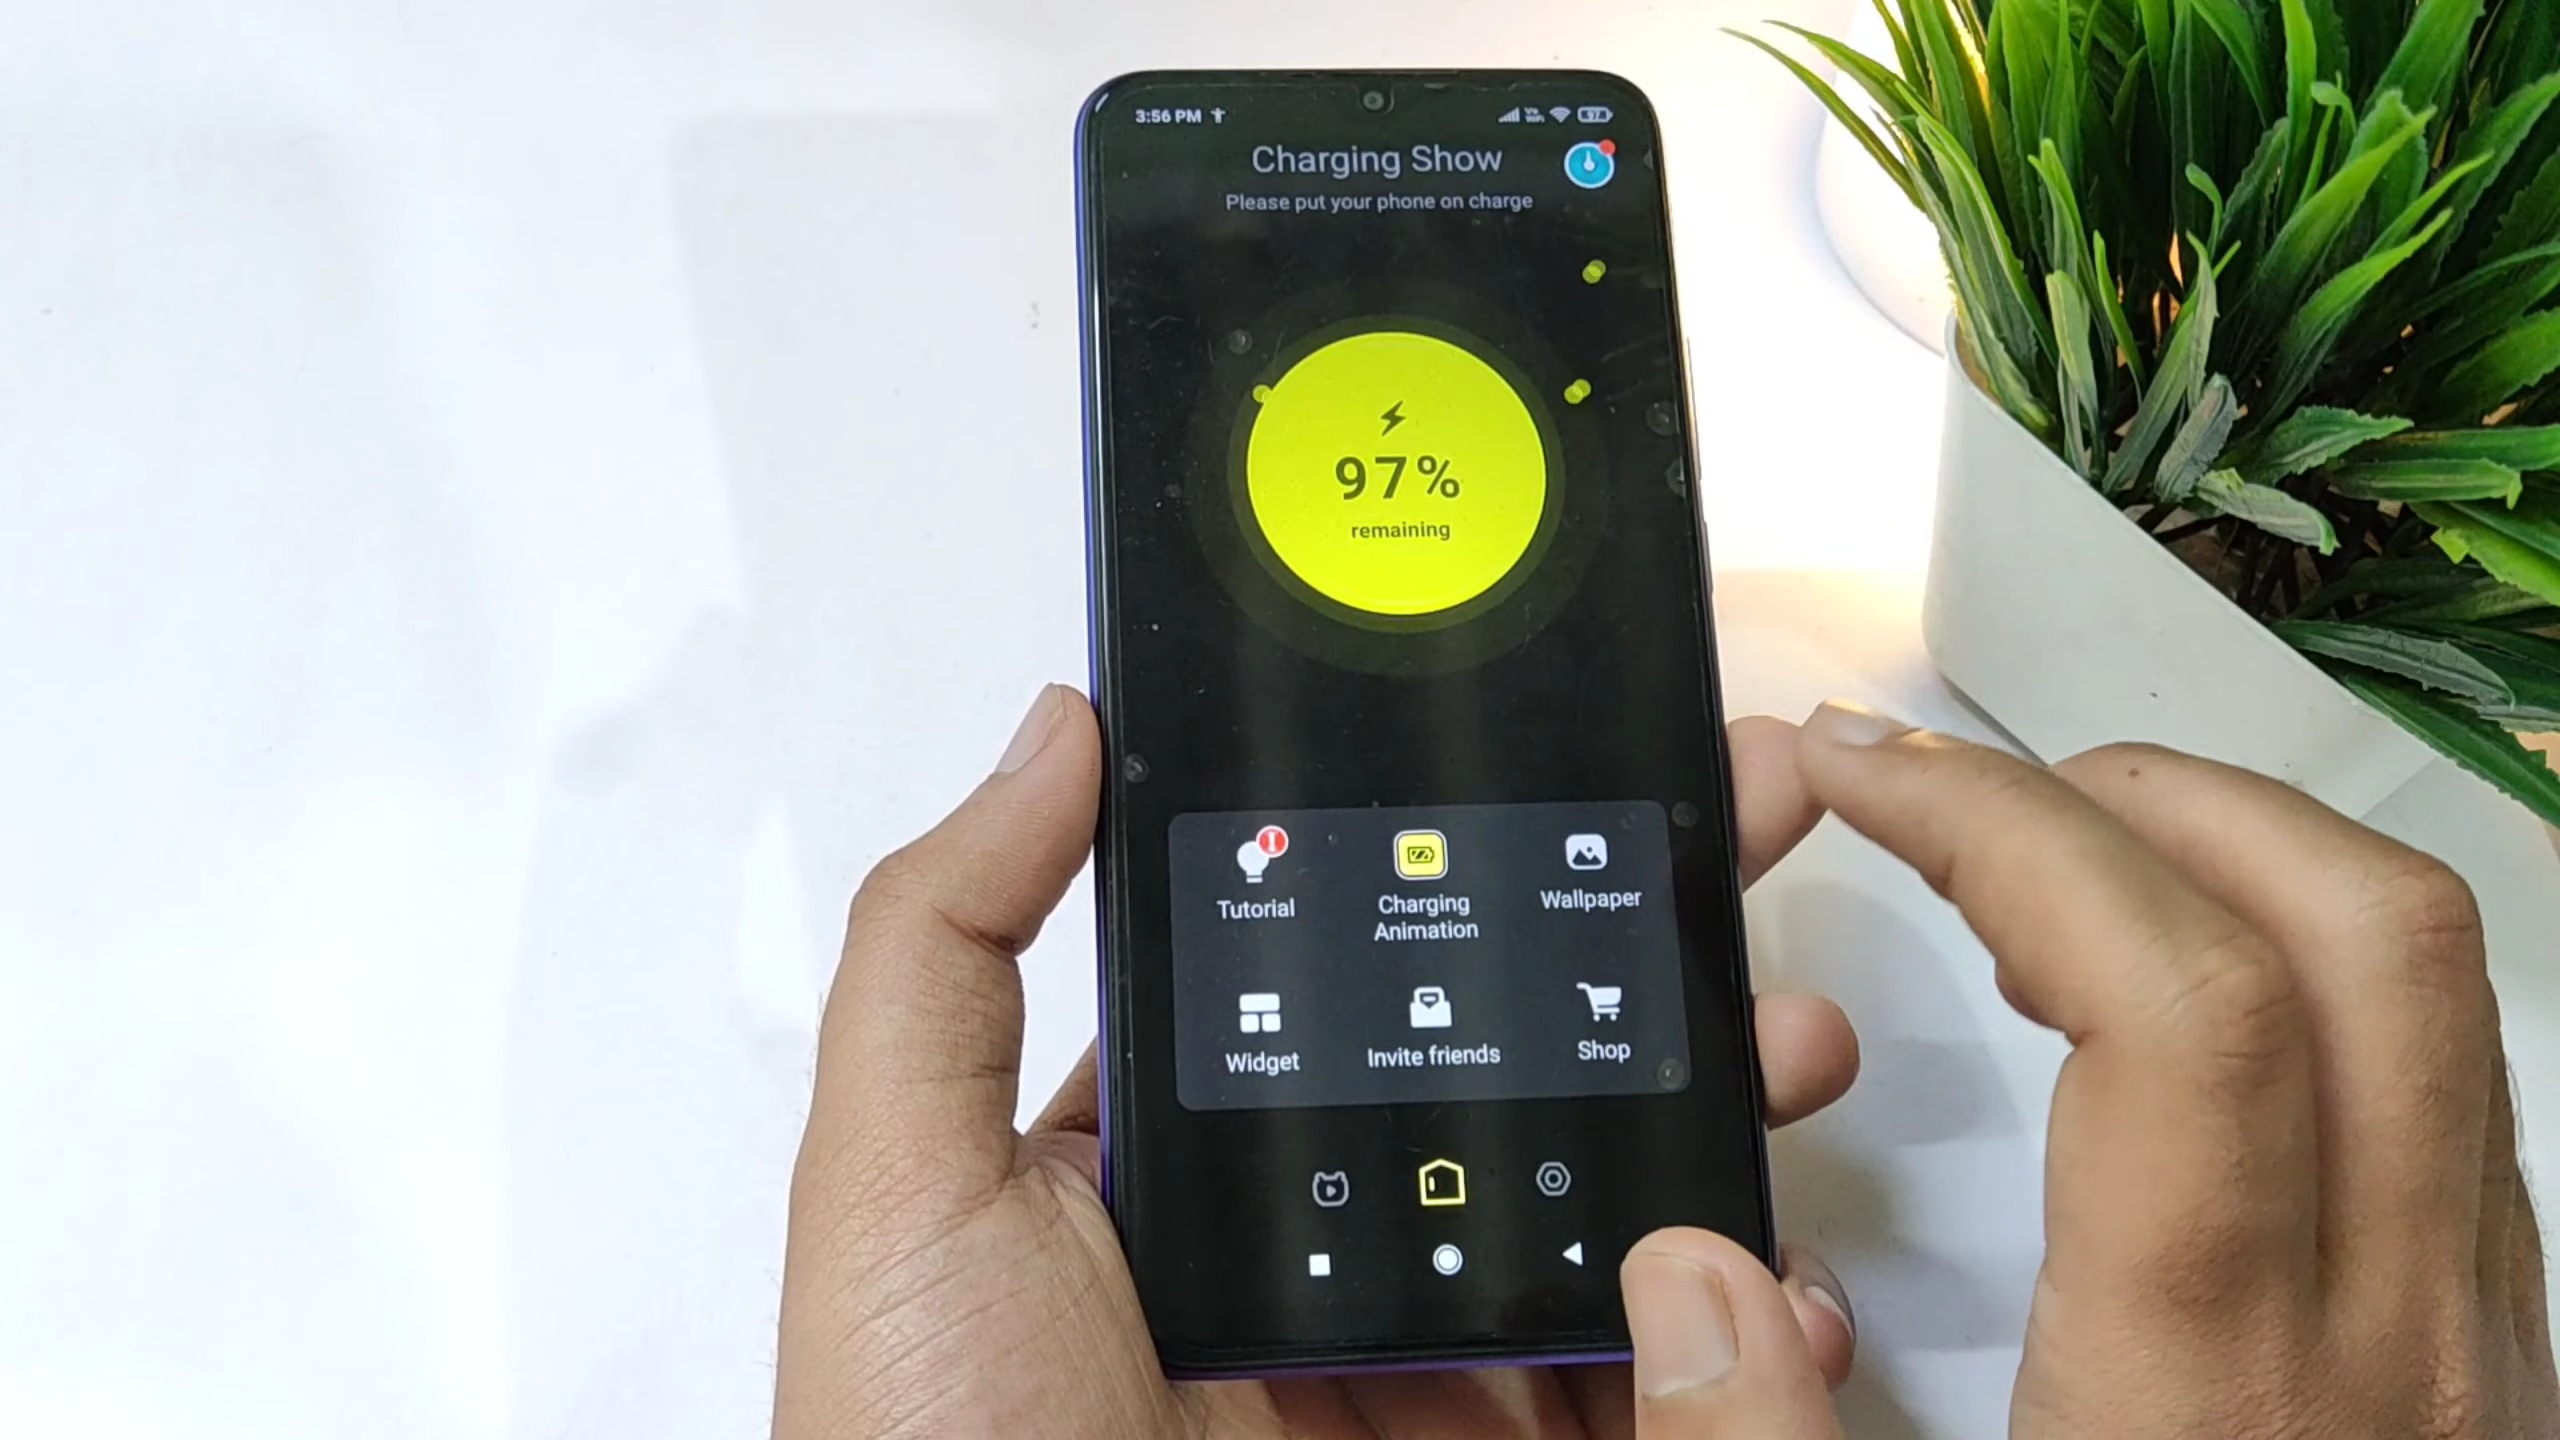 3:56 PM
97
Charging Show
Please put your phone on charge
97%
remaining
Tutorial
Charging
Animation
Wallpaper
Widget
Invite friends
Shop